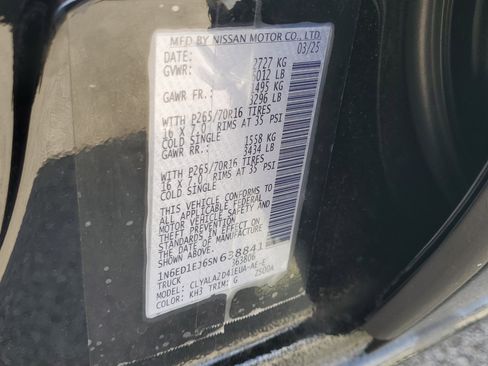 MFD BY NISSAN MOTOR CO., LTD.
DATE: 03/25
GVWR: 2727 KG
6012 LB
GAWR FR.: 1495 KG
3296 LB
WITH P265/70R16 TIRES
16 X 7.0 RIMS AT 35 PSI
COLD SINGLE
GAWR RR.: 1558 KG
3434 LB
WITH P265/70R16 TIRES
16 X 7.0 RIMS AT 35 PSI
COLD SINGLE
THIS VEHICLE CONFORMS TO
ALL APPLICABLE FEDERAL
MOTOR VEHICLE SAFETY AND
THEFT PREVENTION
STANDARDS IN EFFECT ON
THE DATE OF MANUFACTURE
SHOWN ABOVE.
TRUCK 363806
COLOR: KH3 TRIM: G